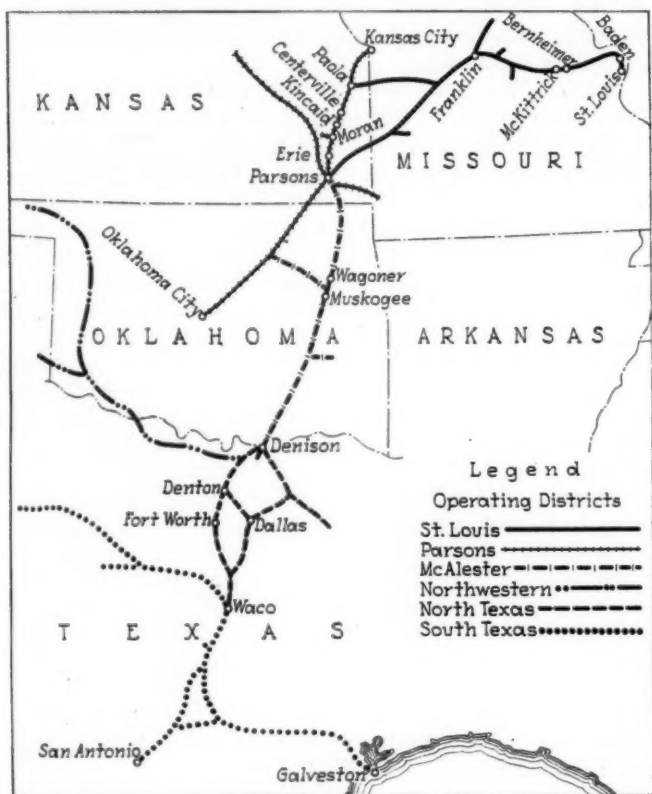 Kansas City
Bernheimer
Baden
Paola
Centerville
Kincaid
KANSAS
Moran
Franklin
McKittrick
St. Louis
Erie
Parsons
MISSOURI
Oklahoma City
Wagoner
Muskogee
OKLAHOMA
ARKANSAS
Denison
Denton
Fort Worth
Dallas
Waco
TEXAS
San Antonio
Galveston
Legend
Operating Districts
St. Louis
Parsons
McAlester
Northwestern
North Texas
South Texas